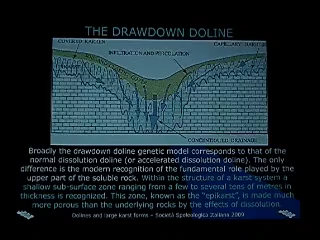 THE DRAWDOWN DOLINE
COVERED KARREN
CAPILLARY BARRIER
INFILTRATION AND PERCOLATION
CONCENTRATED DRAINAGE
Broadly the drawdown doline genetic model corresponds to that of the
normal dissolution doline (or accelerated dissolution doline). The only
difference is the modern recognition of the fundamental role played by the
upper part of the soluble rock. Within the structure of a karst system a
shallow sub-surface zone ranging from a few to several tens of metres in
thickness is recognized. This zone, known as the "epikarst", is made much
more porous than the underlying rocks by the effects of dissolution.
Dolines and large karst forms – Società Speleologica Italiana 2009